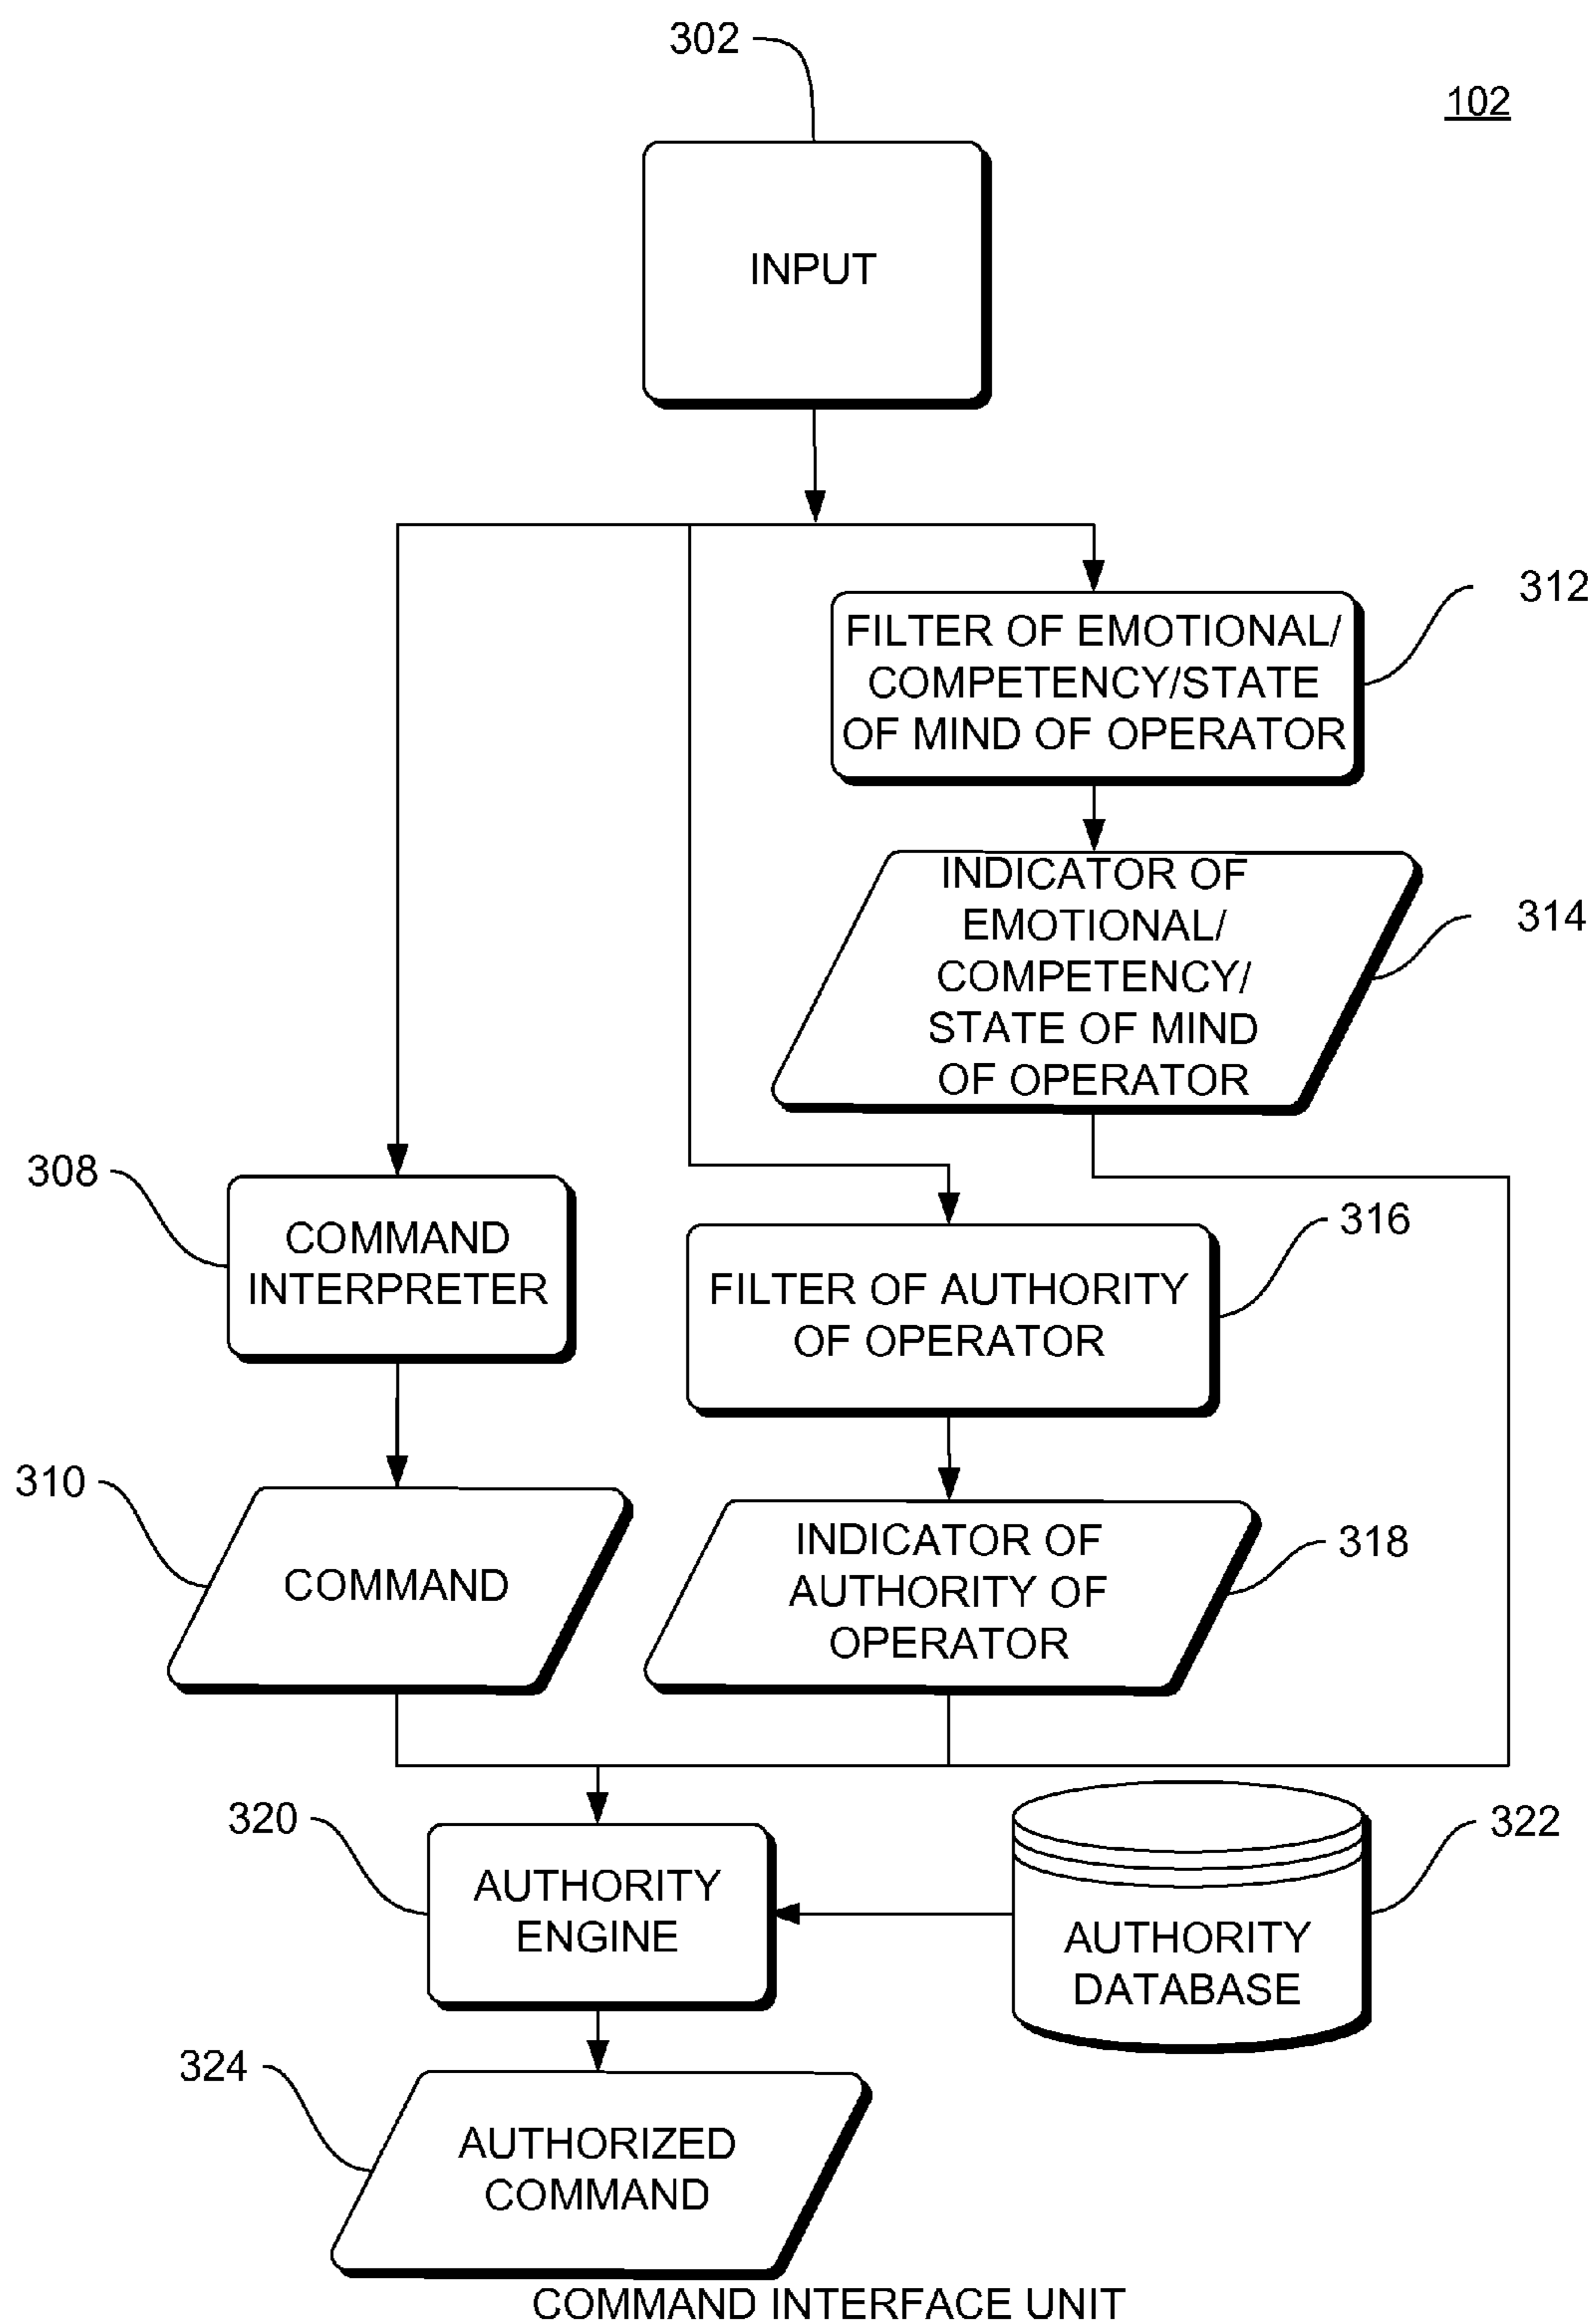 302
102
INPUT
312
FILTER OF EMOTIONAL/
COMPETENCY/STATE
OF MIND OF OPERATOR
INDICATOR OF
EMOTIONAL/
COMPETENCY/
STATE OF MIND
OF OPERATOR
314
308
COMMAND
INTERPRETER
316
FILTER OF AUTHORITY
OF OPERATOR
310
COMMAND
318
INDICATOR OF
AUTHORITY OF
OPERATOR
320
AUTHORITY
ENGINE
322
AUTHORITY
DATABASE
324
AUTHORIZED
COMMAND
COMMAND INTERFACE UNIT